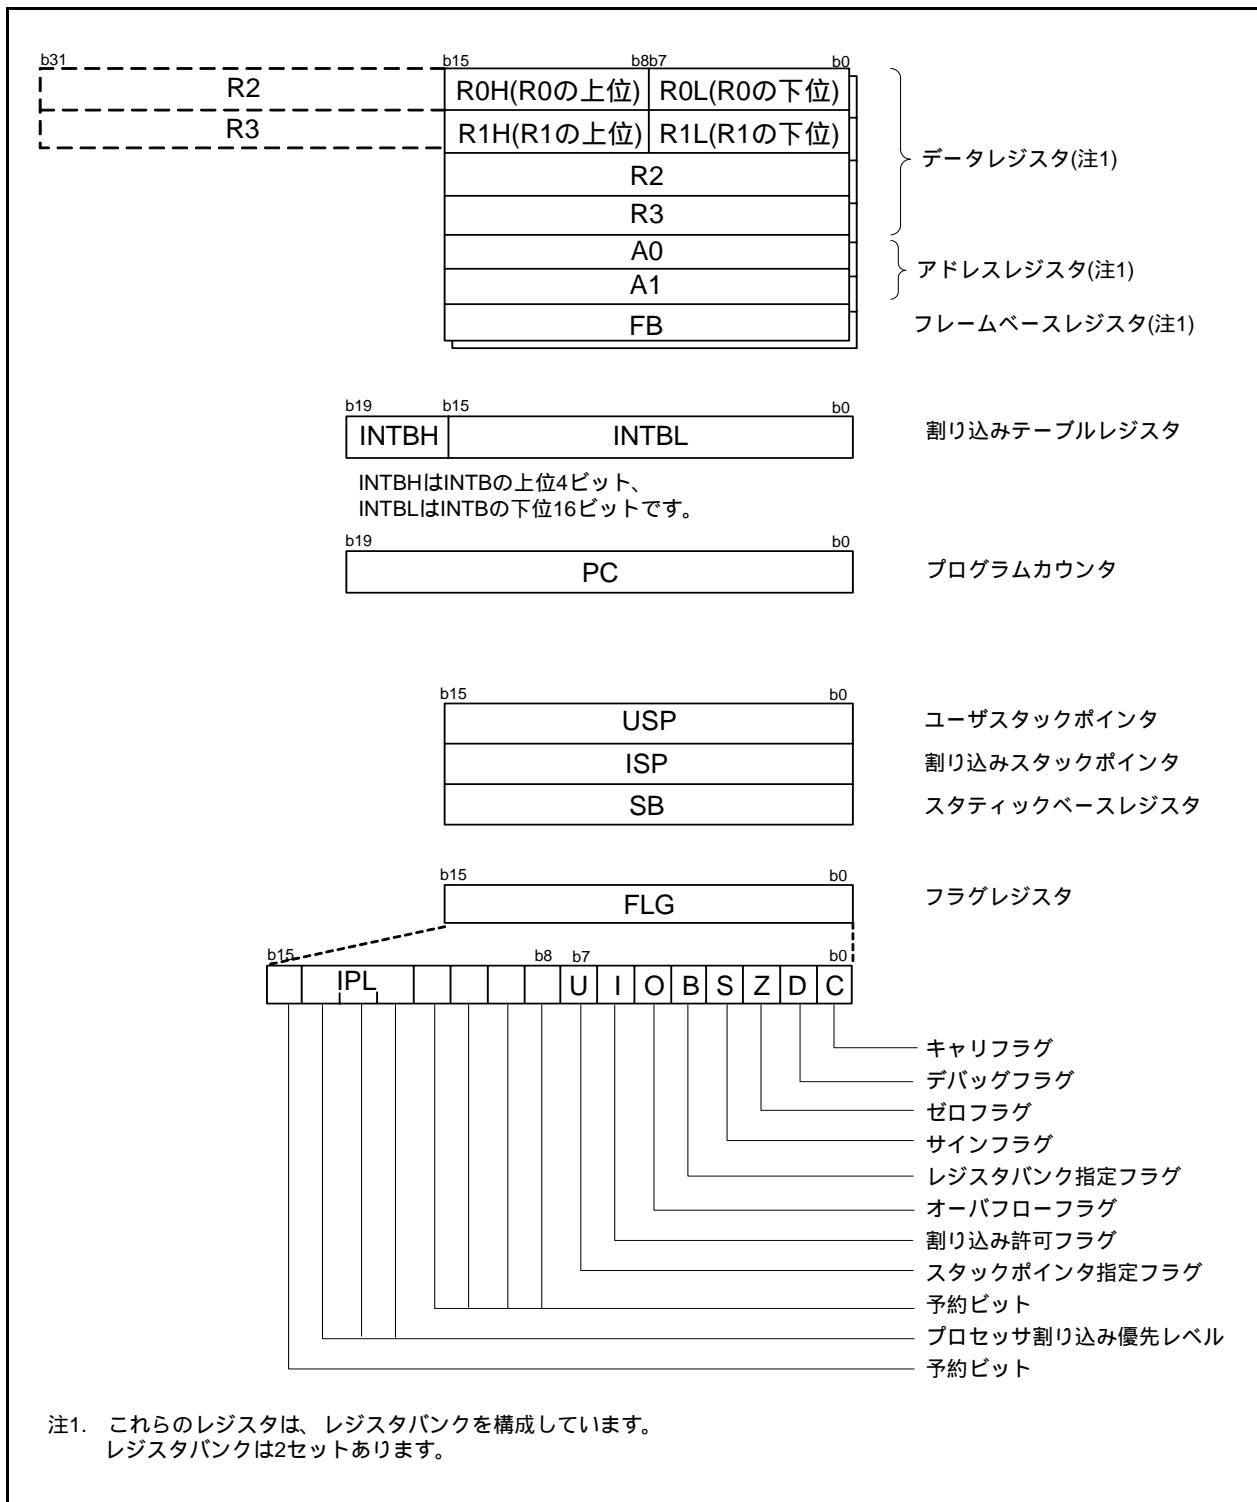 b31 b15 b8b7 b0
R2 R0H(R0の上位) R0L(R0の下位)
R3 R1H(R1の上位) R1L(R1の下位)
データレジスタ(注1)
R2
R3
A0
アドレスレジスタ(注1)
A1
FB フレームベースレジスタ(注1)
b19 b15 b0
INTBH INTBL 割り込みテーブルレジスタ
INTBHはINTBの上位4ビット、
INTBLはINTBの下位16ビットです。
b19 b0
PC プログラムカウンタ
b15 b0
USP ユーザスタックポインタ
ISP 割り込みスタックポインタ
SB スタティックベースレジスタ
b15 b0
FLG フラグレジスタ
b15 b8 b7 b0
IPL U I O B S Z D C
キャリフラグ
デバッグフラグ
ゼロフラグ
サインフラグ
レジスタバンク指定フラグ
オーバフローフラグ
割り込み許可フラグ
スタックポインタ指定フラグ
予約ビット
プロセッサ割り込み優先レベル
予約ビット
注1. これらのレジスタは、レジスタバンクを構成しています。
レジスタバンクは2セットあります。